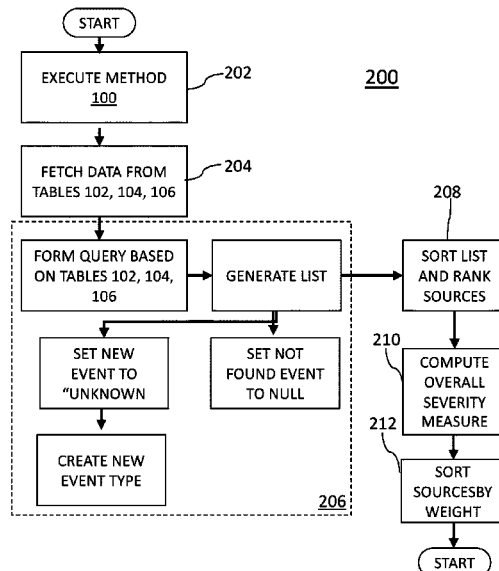 START
EXECUTE METHOD
100
202
200
FETCH DATA FROM
TABLES 102, 104, 106
204
FORM QUERY BASED
ON TABLES 102, 104,
106
GENERATE LIST
208
SORT LIST
AND RANK
SOURCES
SET NEW
EVENT TO
“UNKNOWN
SET NOT
FOUND EVENT
TO NULL
210
COMPUTE
OVERALL
SEVERITY
MEASURE
CREATE NEW
EVENT TYPE
206
212
SORT
SOURCESBY
WEIGHT
START